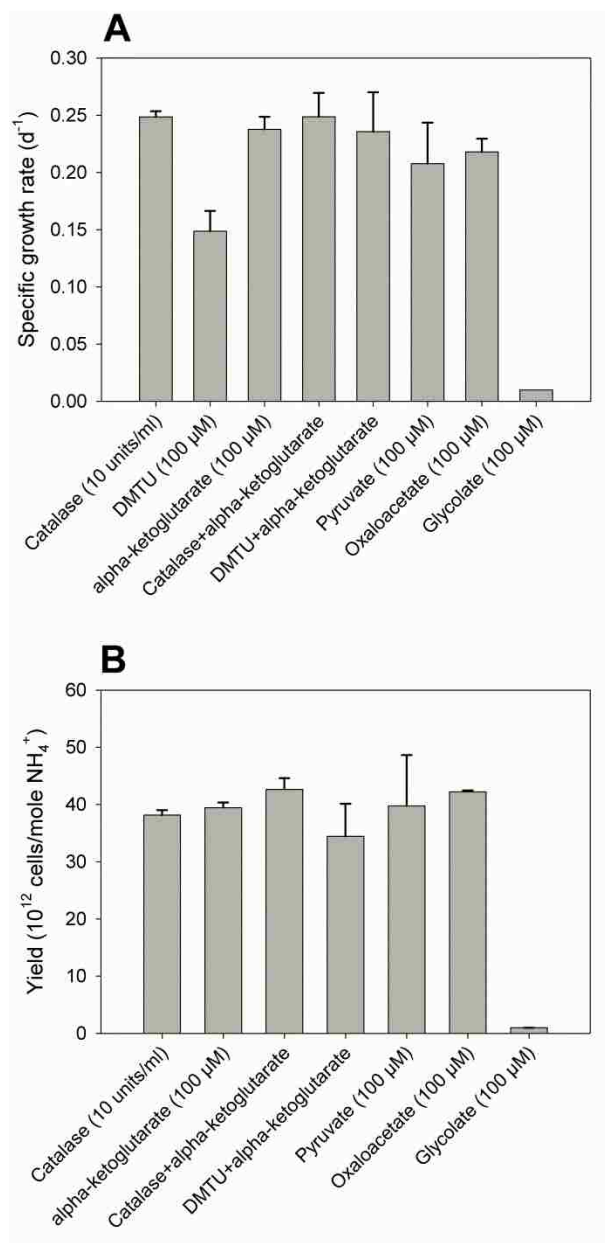 A
0.30
0.25
0.20
0.15
0.10
0.05
0.00
Specific growth rate (d⁻¹)
Catalase (10 units/ml)
DMTU (100 µM)
alpha-ketoglutarate (100 µM)
Catalase+alpha-ketoglutarate
DMTU+alpha-ketoglutarate
Pyruvate (100 µM)
Oxaloacetate (100 µM)
Glycolate (100 µM)
B
60
50
40
30
20
10
0
Yield (10¹² cells/mole NH₄⁺)
Catalase (10 units/ml)
alpha-ketoglutarate (100 µM)
Catalase+alpha-ketoglutarate
DMTU+alpha-ketoglutarate
Pyruvate (100 µM)
Oxaloacetate (100 µM)
Glycolate (100 µM)